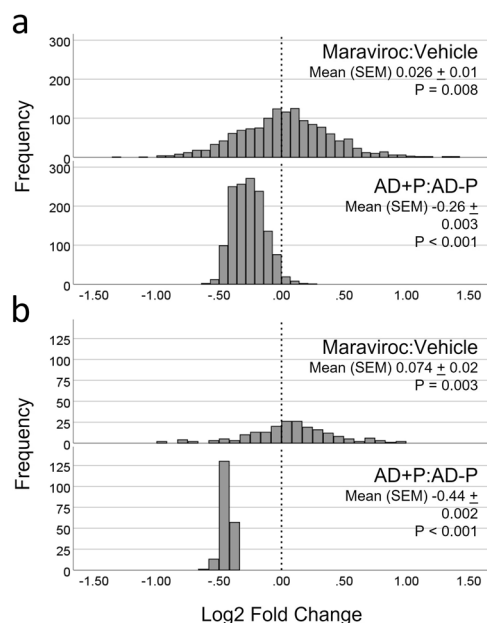 a
300
200
100
0
Maraviroc:Vehicle
Mean (SEM) 0.026 ± 0.01
P = 0.008
Frequency
300
200
100
0
AD+P:AD-P
Mean (SEM) -0.26 ±
0.003
P < 0.001
-1.50 -1.00 -0.50 .00 .50 1.00 1.50
b
125
100
75
50
25
0
Maraviroc:Vehicle
Mean (SEM) 0.074 ± 0.02
P = 0.003
Frequency
125
100
75
50
25
0
AD+P:AD-P
Mean (SEM) -0.44 ±
0.002
P < 0.001
-1.50 -1.00 -0.50 .00 .50 1.00 1.50
Log2 Fold Change